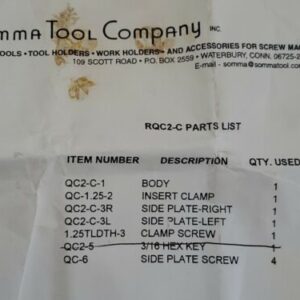 OMMA TOOL COMPANY INC.
OOLS • TOOL HOLDERS • WORK HOLDERS AND ACCESSORIES FOR SCREW MA
109 SCOTT ROAD • P.O. BOX 2559 • WATERBURY, CONN. 06725-2
E-mail - somma@sommatool.com
RQC2-C PARTS LIST
ITEM NUMBER DESCRIPTION QTY. USED
QC2-C-1 BODY 1
QC-1.25-2 INSERT CLAMP 1
QC2-C-3R SIDE PLATE-RIGHT 1
QC2-C-3L SIDE PLATE-LEFT 1
1.25TLDTH-3 CLAMP SCREW 1
QC2-5 3/16 HEX KEY 1
QC-6 SIDE PLATE SCREW 4